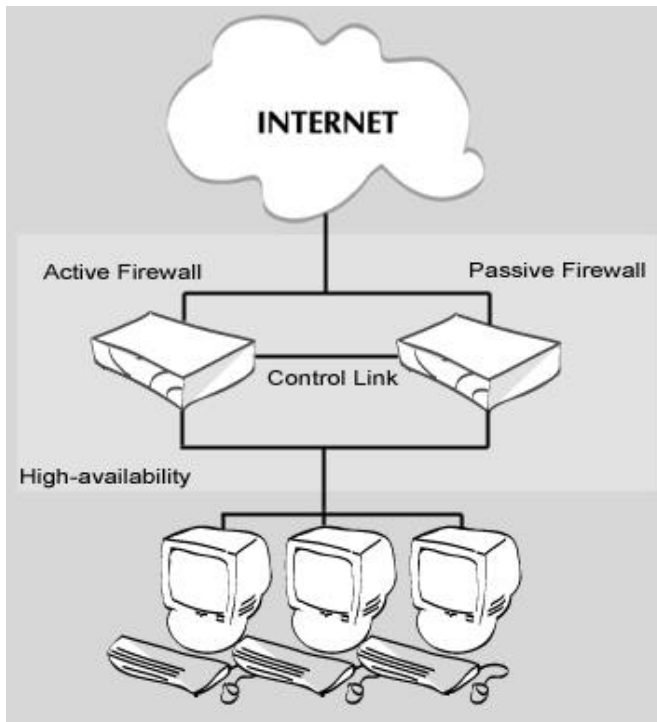 INTERNET
Active Firewall
Passive Firewall
Control Link
High-availability